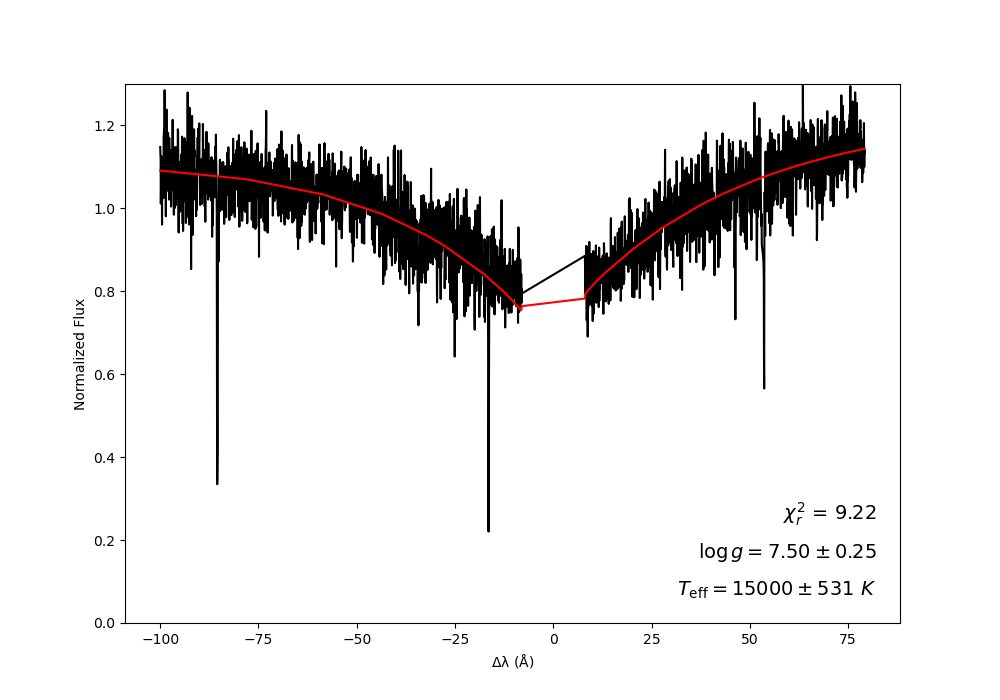 1.2
1.0
0.8
0.6
0.4
0.2
0.0
Normalized Flux
χ²ᵣ = 9.22
log g = 7.50 ± 0.25
T_eff = 15000 ± 531 K
−100 −75 −50 −25 0 25 50 75
Δλ (Å)